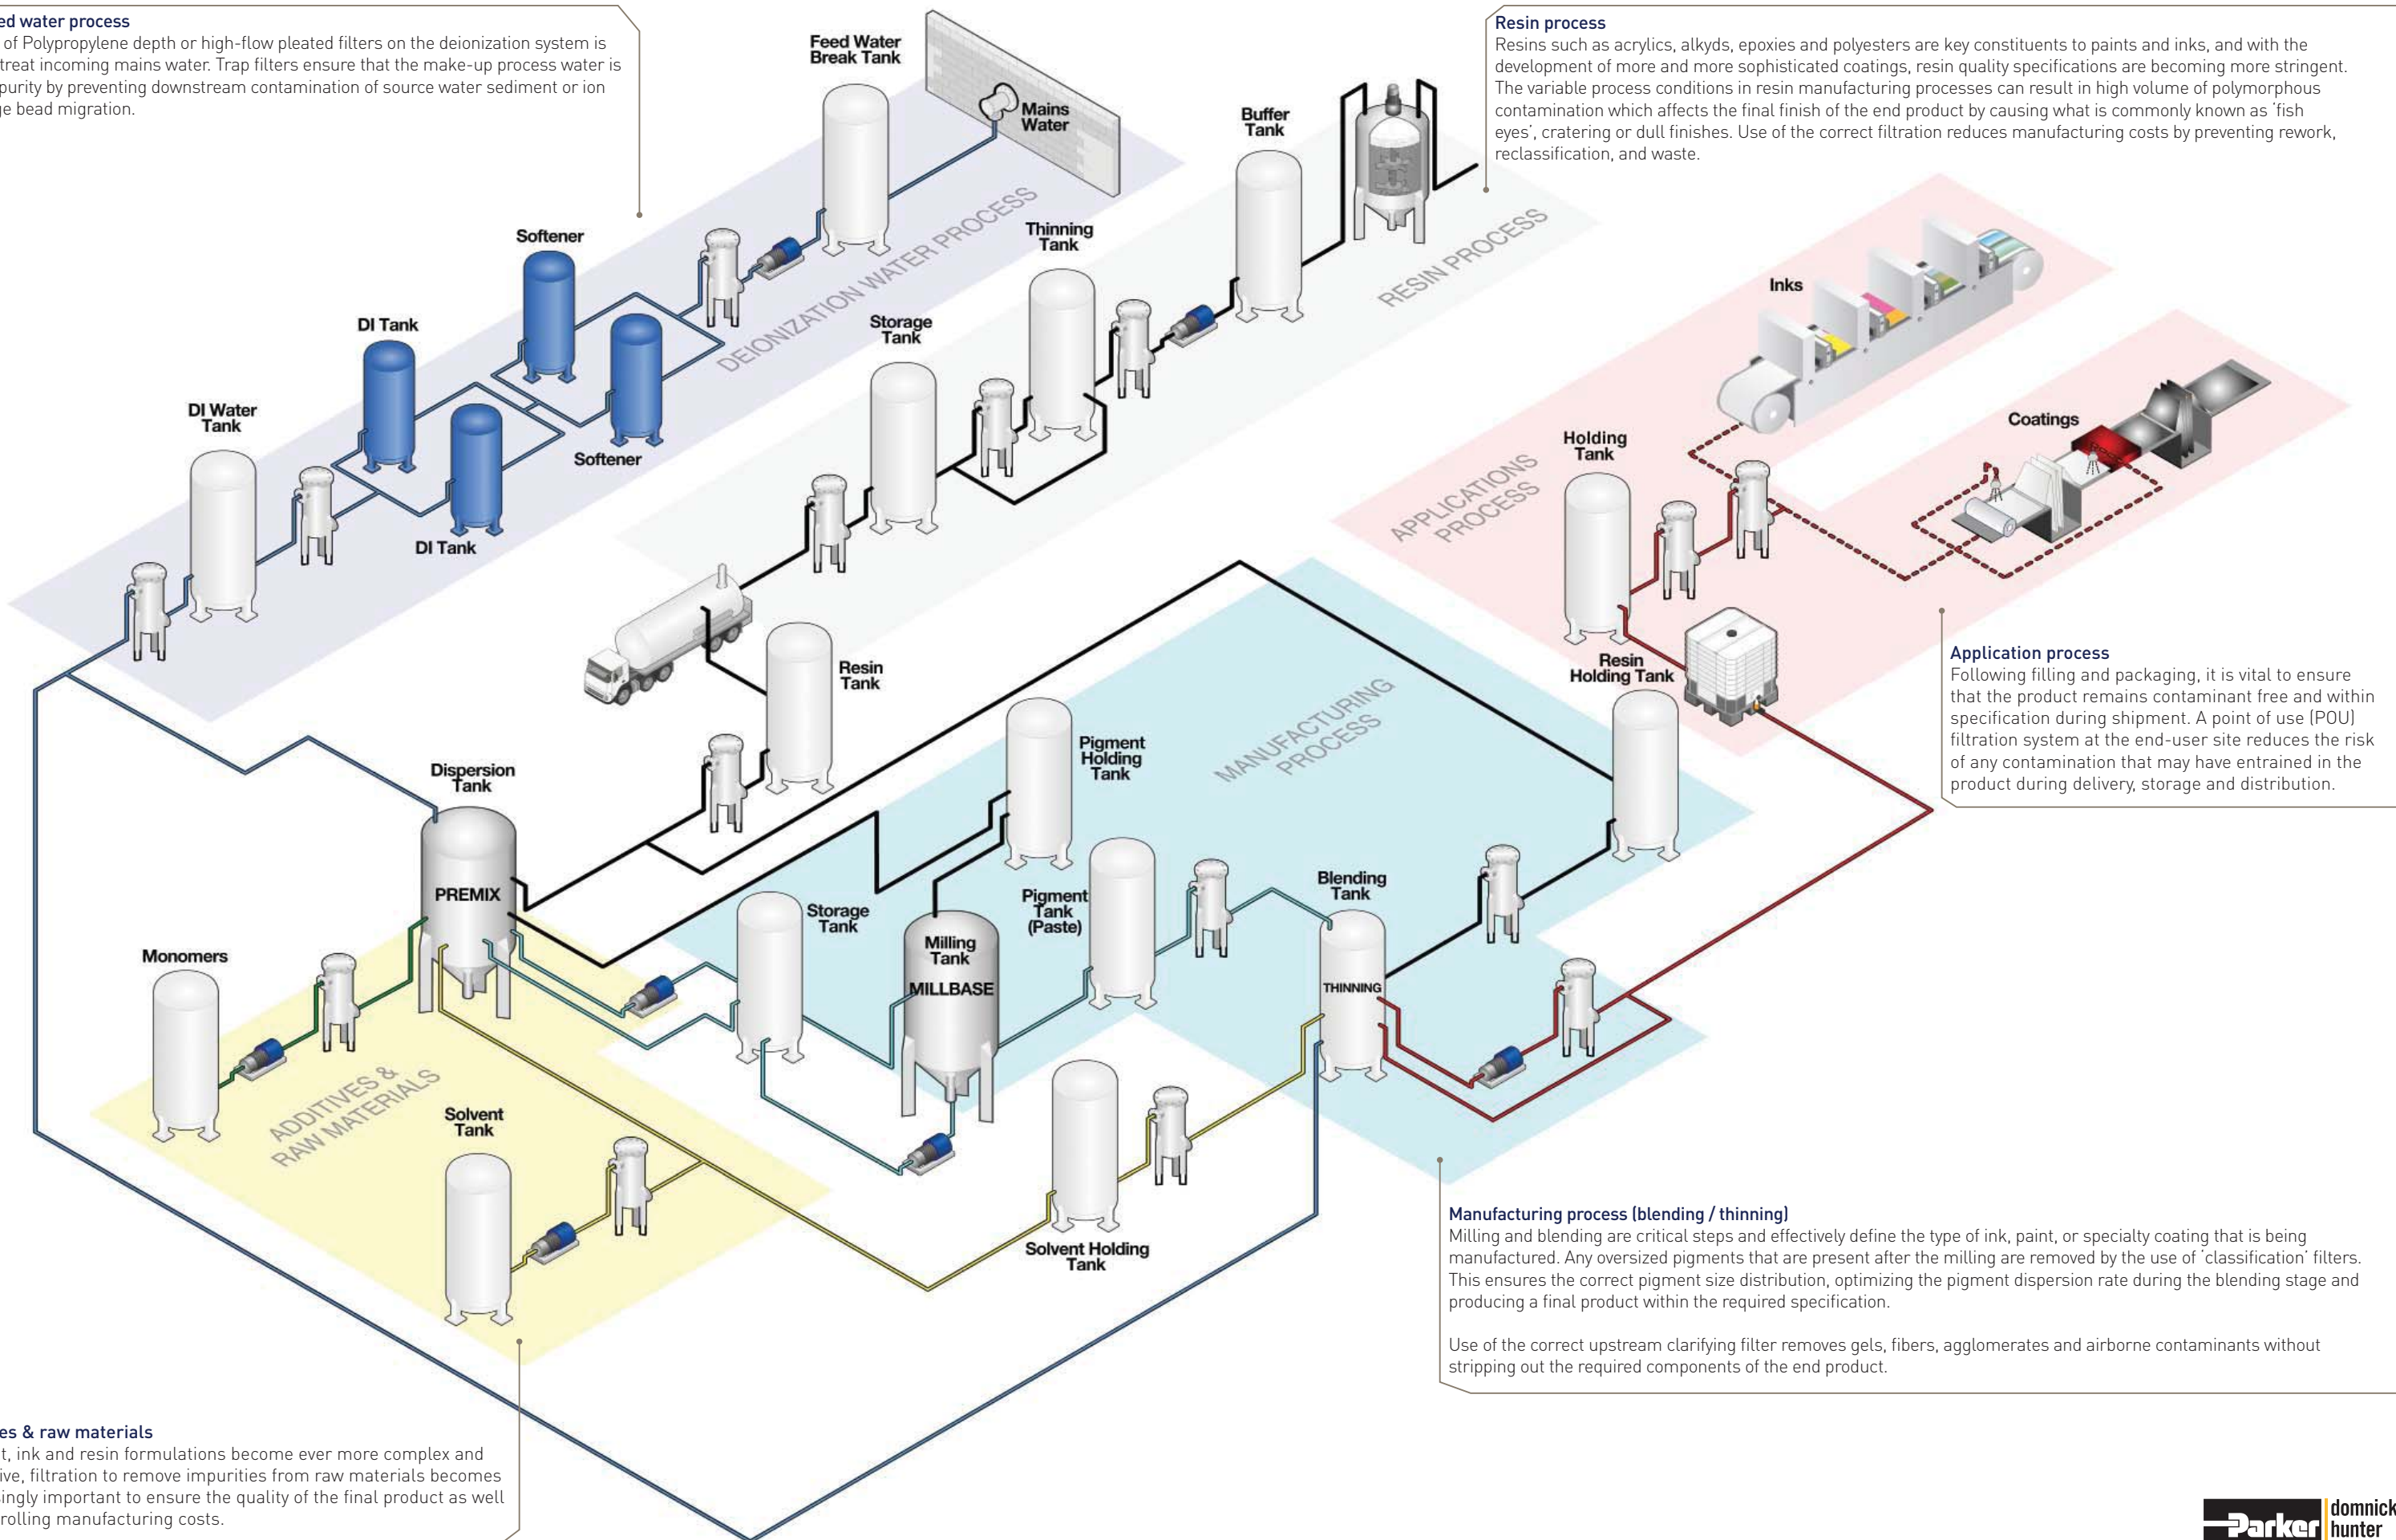 ed water process
of Polypropylene depth or high-flow pleated filters on the deionization system is
treat incoming mains water. Trap filters ensure that the make-up process water is
purity by preventing downstream contamination of source water sediment or ion
ge bead migration.
Resin process
Resins such as acrylics, alkyds, epoxies and polyesters are key constituents to paints and inks, and with the
development of more and more sophisticated coatings, resin quality specifications are becoming more stringent.
The variable process conditions in resin manufacturing processes can result in high volume of polymorphous
contamination which affects the final finish of the end product by causing what is commonly known as 'fish
eyes', cratering or dull finishes. Use of the correct filtration reduces manufacturing costs by preventing rework,
reclassification, and waste.
Feed Water
Break Tank
Mains
Water
Buffer
Tank
Softener
Thinning
Tank
DEIONIZATION WATER PROCESS
RESIN PROCESS
Inks
DI Tank
Storage
Tank
DI Water
Tank
Softener
Coatings
Holding
Tank
APPLICATIONS
PROCESS
DI Tank
Resin
Tank
Resin
Holding Tank
Application process
Following filling and packaging, it is vital to ensure
that the product remains contaminant free and within
specification during shipment. A point of use (POU)
filtration system at the end-user site reduces the risk
of any contamination that may have entrained in the
product during delivery, storage and distribution.
MANUFACTURING
PROCESS
Dispersion
Tank
Pigment
Holding
Tank
PREMIX
Storage
Tank
Pigment
Tank
(Paste)
Blending
Tank
Milling
Tank
MILLBASE
THINNING
Monomers
ADDITIVES &
RAW MATERIALS
Solvent
Tank
Solvent Holding
Tank
Manufacturing process (blending / thinning)
Milling and blending are critical steps and effectively define the type of ink, paint, or specialty coating that is being
manufactured. Any oversized pigments that are present after the milling are removed by the use of 'classification' filters.
This ensures the correct pigment size distribution, optimizing the pigment dispersion rate during the blending stage and
producing a final product within the required specification.
Use of the correct upstream clarifying filter removes gels, fibers, agglomerates and airborne contaminants without
stripping out the required components of the end product.
es & raw materials
t, ink and resin formulations become ever more complex and
ive, filtration to remove impurities from raw materials becomes
singly important to ensure the quality of the final product as well
rolling manufacturing costs.
Parker
domnick
hunter